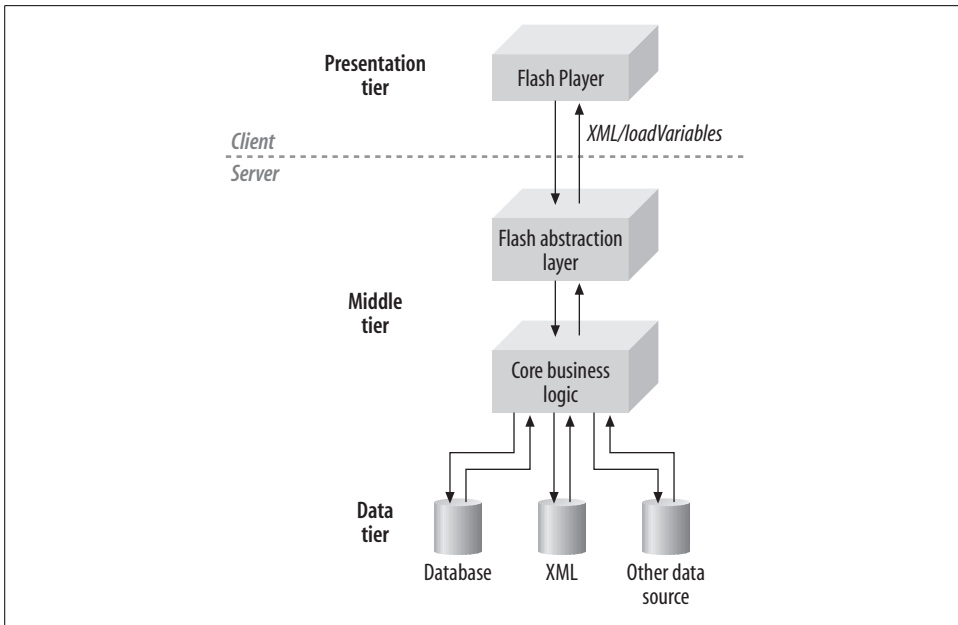 Presentation
tier
Flash Player
XML/loadVariables
Client
Server
Flash abstraction
layer
Middle
tier
Core business
logic
Data
tier
Database
XML
Other data
source